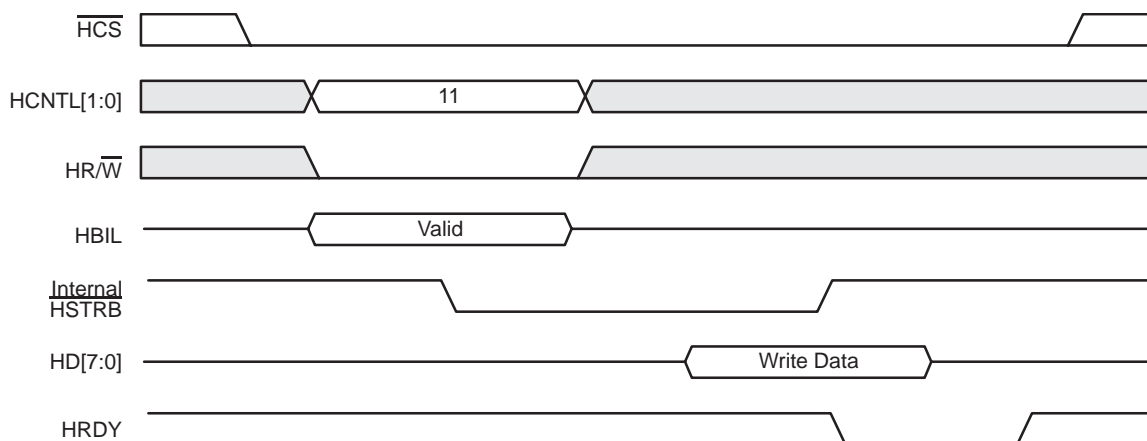 HCS
HCNTL[1:0]
11
HR/W
HBIL
Valid
Internal
HSTRB
HD[7:0]
Write Data
HRDY